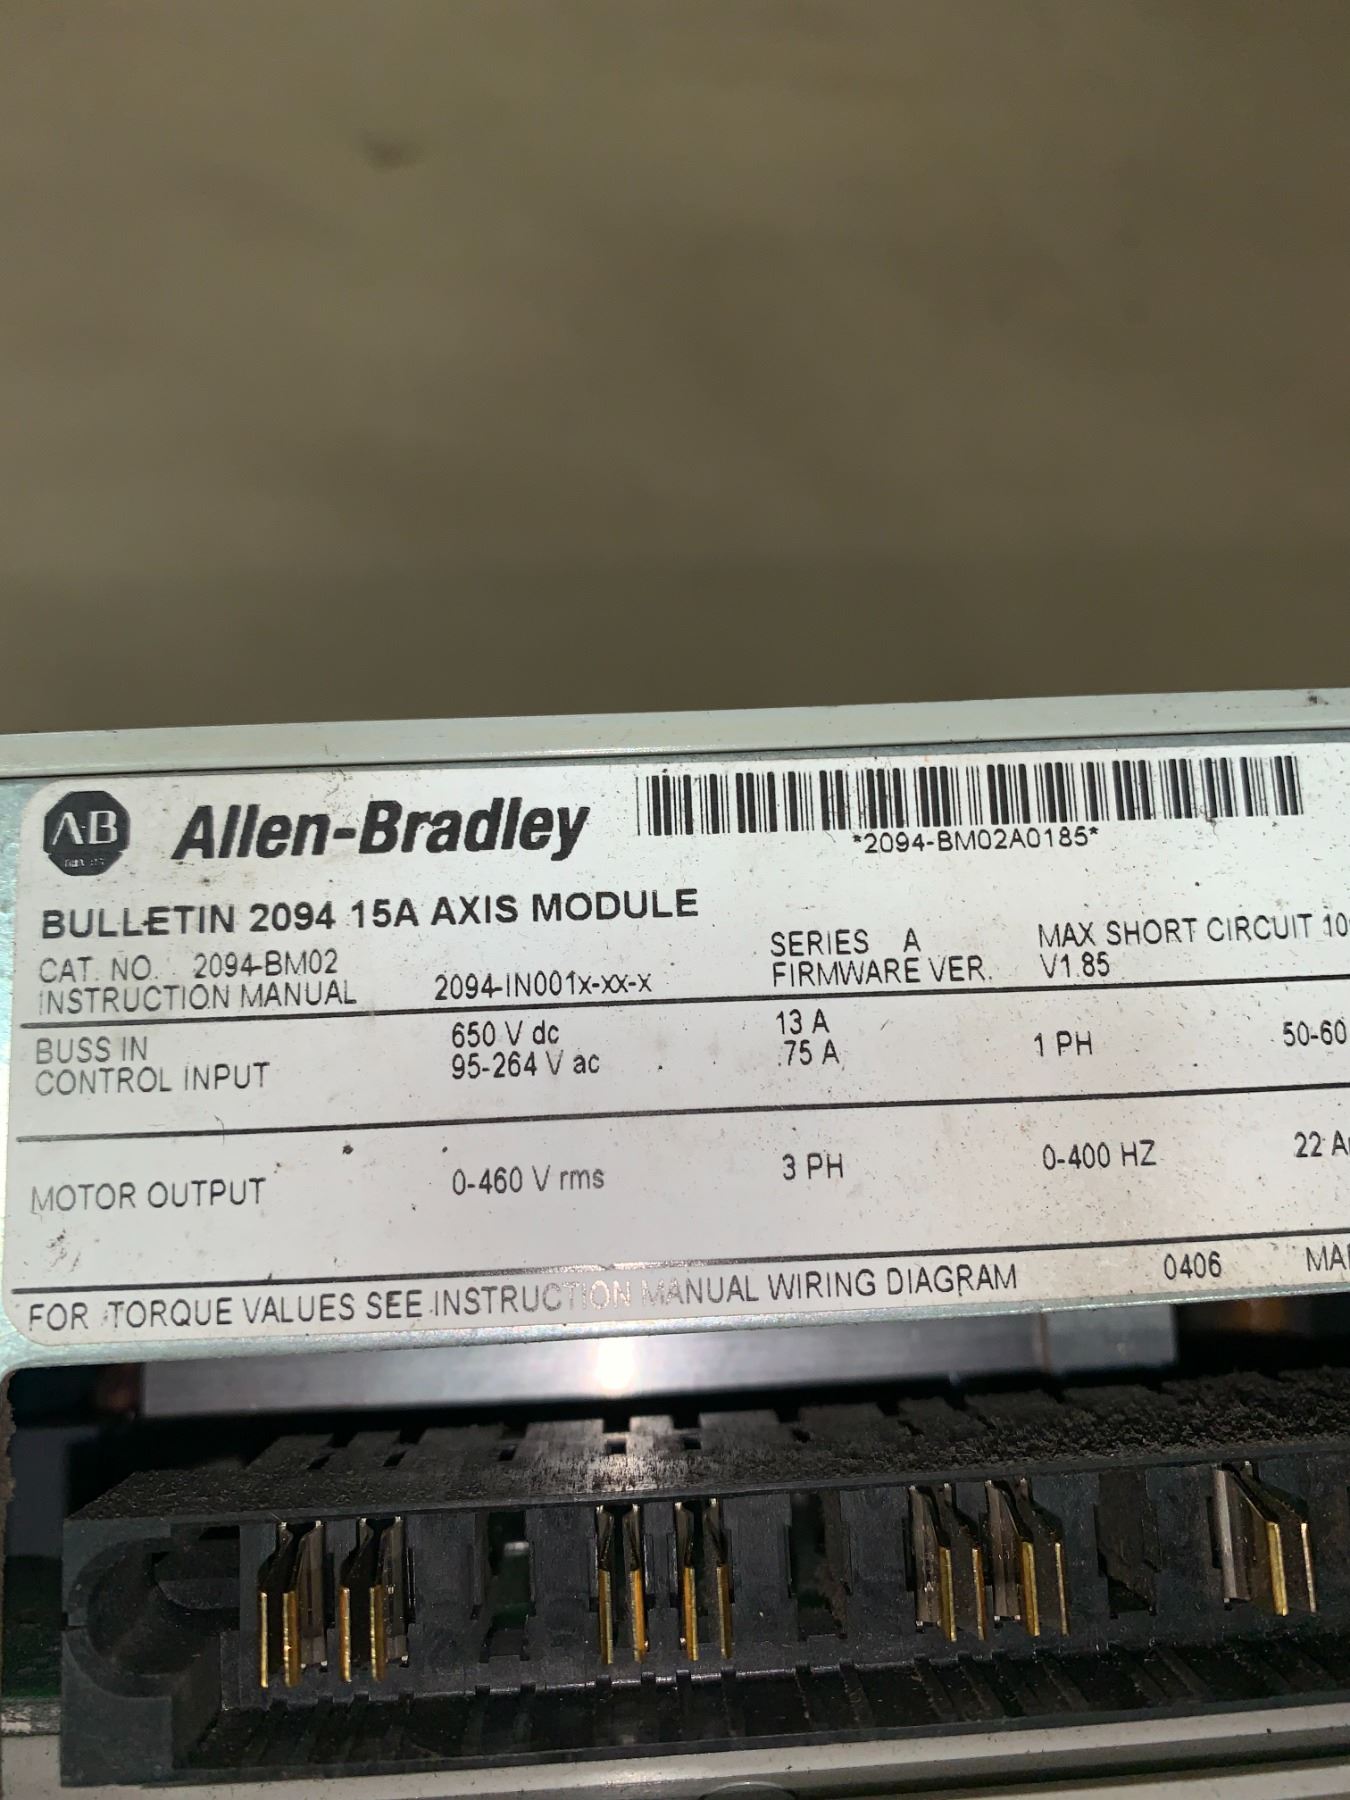 AB
Allen-Bradley
*2094-BM02A0185*
BULLETIN 2094 15A AXIS MODULE
CAT. NO. 2094-BM02 SERIES A MAX SHORT CIRCUIT
INSTRUCTION MANUAL 2094-IN001x-xx-x FIRMWARE VER. V1.85
BUSS IN 650 V dc 13 A
CONTROL INPUT 95-264 V ac .75 A 1 PH 50-60
MOTOR OUTPUT 0-460 V rms 3 PH 0-400 HZ 22
FOR TORQUE VALUES SEE INSTRUCTION MANUAL WIRING DIAGRAM 0406